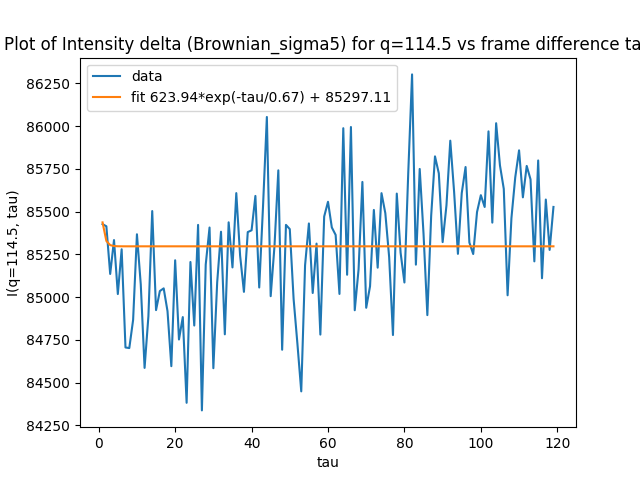 Plot of Intensity delta (Brownian_sigma5) for q=114.5 vs frame difference ta
data
fit 623.94*exp(-tau/0.67) + 85297.11
I(q=114.5, tau)
86250
86000
85750
85500
85250
85000
84750
84500
84250
0 20 40 60 80 100 120
tau